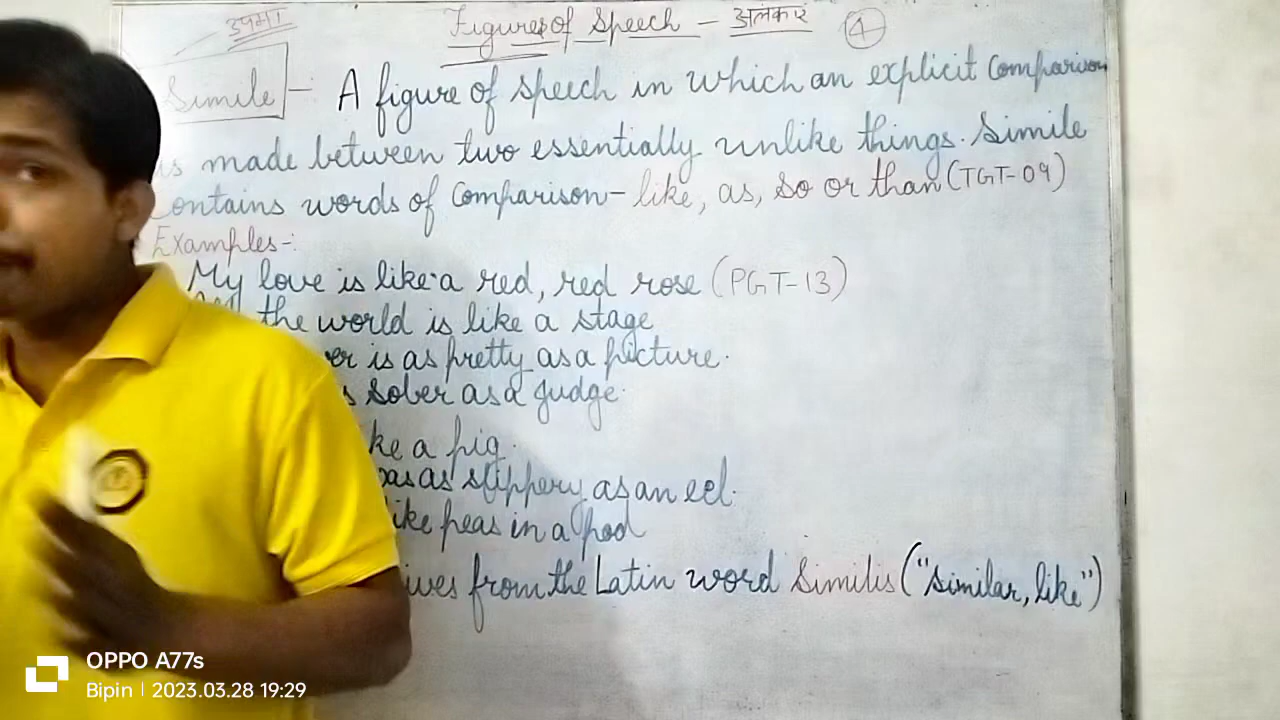 उपमा
Figures of Speech - अलंकार ④
Simile :- A figure of speech in which an explicit comparison
is made between two essentially unlike things. Simile
contains words of comparison - like, as, so or than (TGT-09)
Examples -:
My love is like a red, red rose (PGT-13)
the world is like a stage
er is as pretty as a picture.
s sober as a judge.
ke a pig.
as as slippery as an eel.
like peas in a pod
ives from the Latin word Similis ("similar, like")
OPPO A77s
Bipin | 2023.03.28 19:29